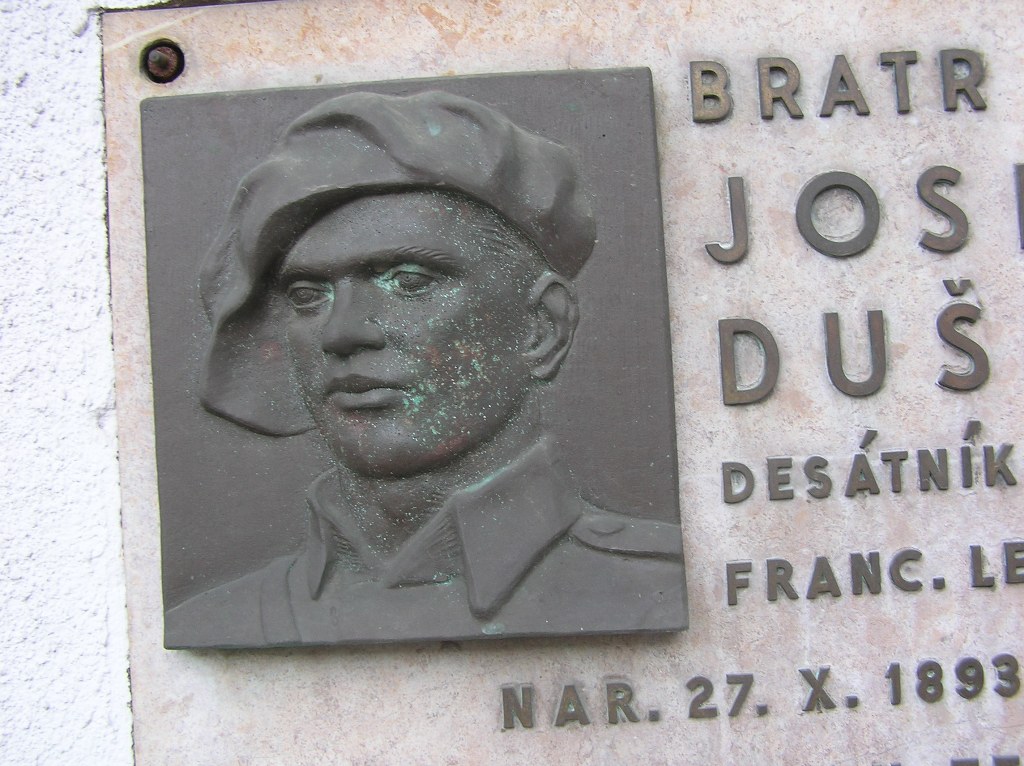 BRATR
JOS
DUŠ
DESÁTNÍK
FRANC. LE
NAR. 27. X. 1893